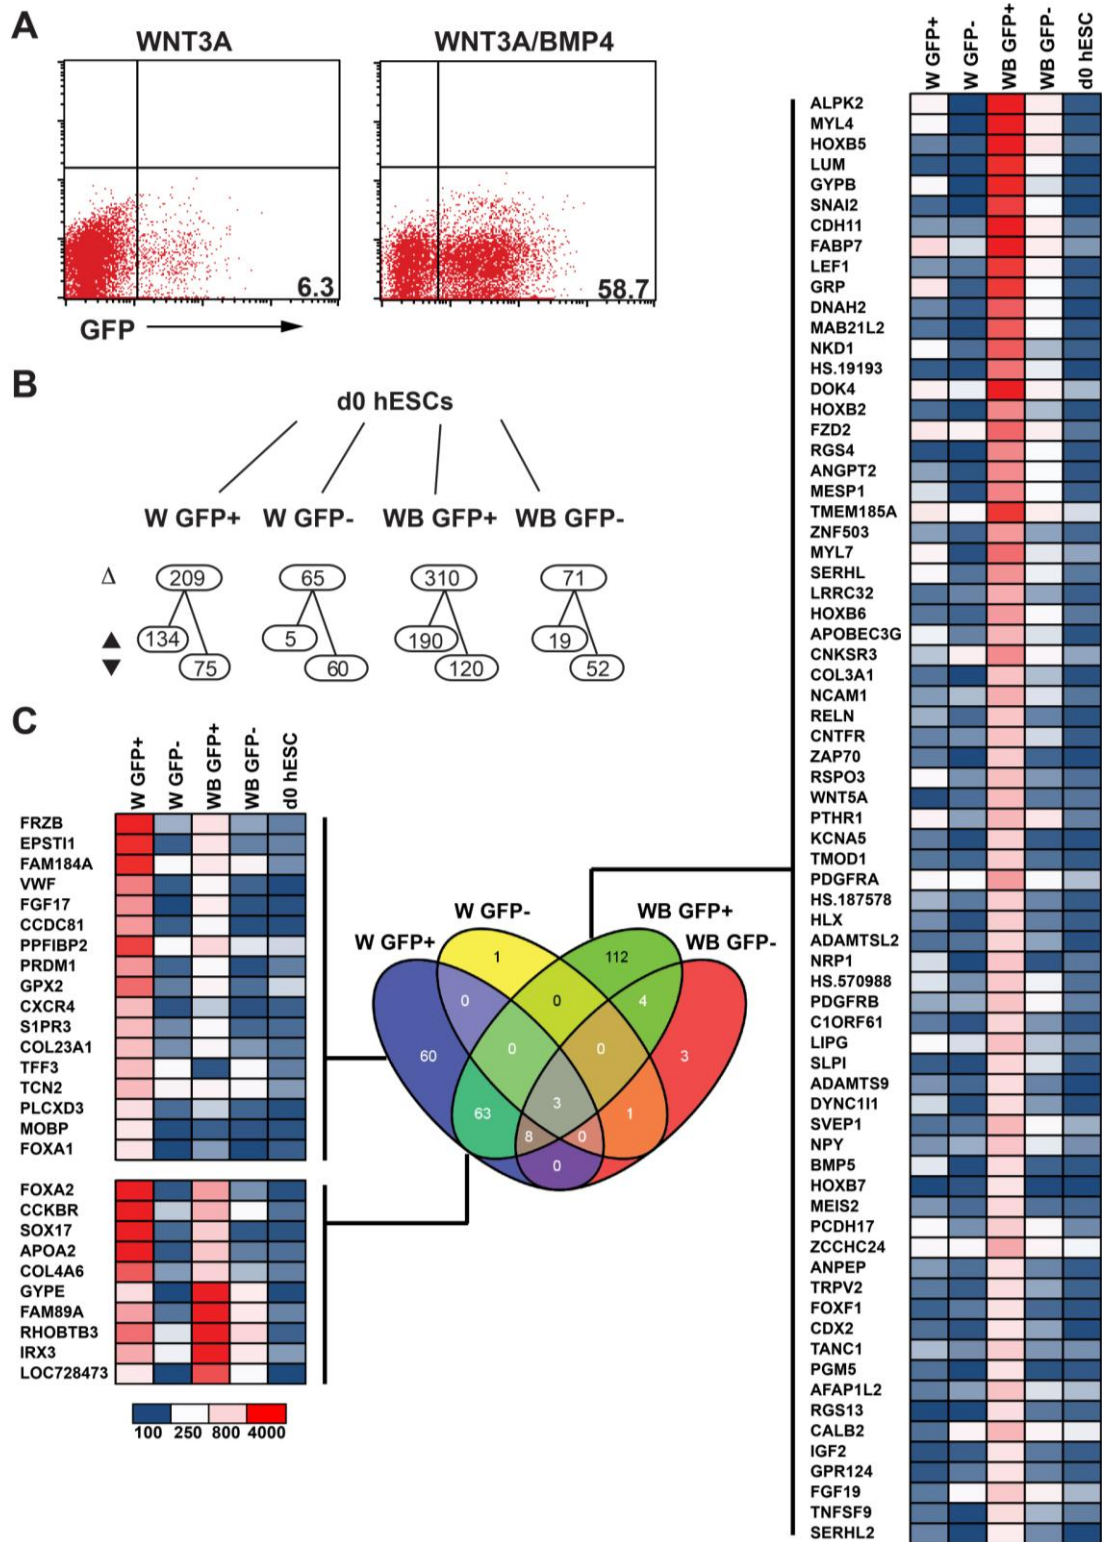 A
WNT3A
WNT3A/BMP4
6.3
58.7
GFP
B
d0 hESCs
W GFP+ W GFP- WB GFP+ WB GFP-
Δ 209 65 310 71
▲ 134 5 190 19
▼ 75 60 120 52
C
W GFP+
W GFP-
WB GFP+
WB GFP-
d0 hESC
FRZB
EPSTI1
FAM184A
VWF
FGF17
CCDC81
PPFIBP2
PRDM1
GPX2
CXCR4
S1PR3
COL23A1
TFF3
TCN2
PLCXD3
MOBP
FOXA1
FOXA2
CCKBR
SOX17
APOA2
COL4A6
GYPE
FAM89A
RHOBTB3
IRX3
LOC728473
100 250 800 4000
W GFP-
WB GFP+
W GFP+
WB GFP-
1 112
0 0 4
60 0 0 3
63 3 1
8 0
0
W GFP+
W GFP-
WB GFP+
WB GFP-
d0 hESC
ALPK2
MYL4
HOXB5
LUM
GYPB
SNAI2
CDH11
FABP7
LEF1
GRP
DNAH2
MAB21L2
NKD1
HS.19193
DOK4
HOXB2
FZD2
RGS4
ANGPT2
MESP1
TMEM185A
ZNF503
MYL7
SERHL
LRRC32
HOXB6
APOBEC3G
CNKSR3
COL3A1
NCAM1
RELN
CNTFR
ZAP70
RSPO3
WNT5A
PTHR1
KCNA5
TMOD1
PDGFRA
HS.187578
HLX
ADAMTSL2
NRP1
HS.570988
PDGFRB
C1ORF61
LIPG
SLPI
ADAMTS9
DYNC1I1
SVEP1
NPY
BMP5
HOXB7
MEIS2
PCDH17
ZCCHC24
ANPEP
TRPV2
FOXF1
CDX2
TANC1
PGM5
AFAP1L2
RGS13
CALB2
IGF2
GPR124
FGF19
TNFSF9
SERHL2